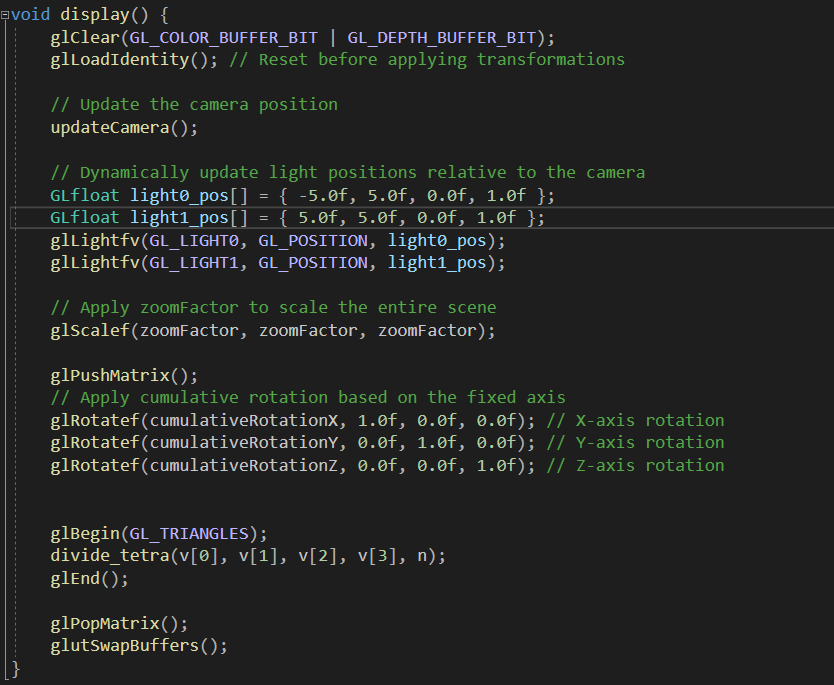 void display() {
    glClear(GL_COLOR_BUFFER_BIT | GL_DEPTH_BUFFER_BIT);
    glLoadIdentity(); // Reset before applying transformations

    // Update the camera position
    updateCamera();

    // Dynamically update light positions relative to the camera
    GLfloat light0_pos[] = { -5.0f, 5.0f, 0.0f, 1.0f };
    GLfloat light1_pos[] = { 5.0f, 5.0f, 0.0f, 1.0f };
    glLightfv(GL_LIGHT0, GL_POSITION, light0_pos);
    glLightfv(GL_LIGHT1, GL_POSITION, light1_pos);

    // Apply zoomFactor to scale the entire scene
    glScalef(zoomFactor, zoomFactor, zoomFactor);

    glPushMatrix();
    // Apply cumulative rotation based on the fixed axis
    glRotatef(cumulativeRotationX, 1.0f, 0.0f, 0.0f); // X-axis rotation
    glRotatef(cumulativeRotationY, 0.0f, 1.0f, 0.0f); // Y-axis rotation
    glRotatef(cumulativeRotationZ, 0.0f, 0.0f, 1.0f); // Z-axis rotation


    glBegin(GL_TRIANGLES);
    divide_tetra(v[0], v[1], v[2], v[3], n);
    glEnd();

    glPopMatrix();
    glutSwapBuffers();
}